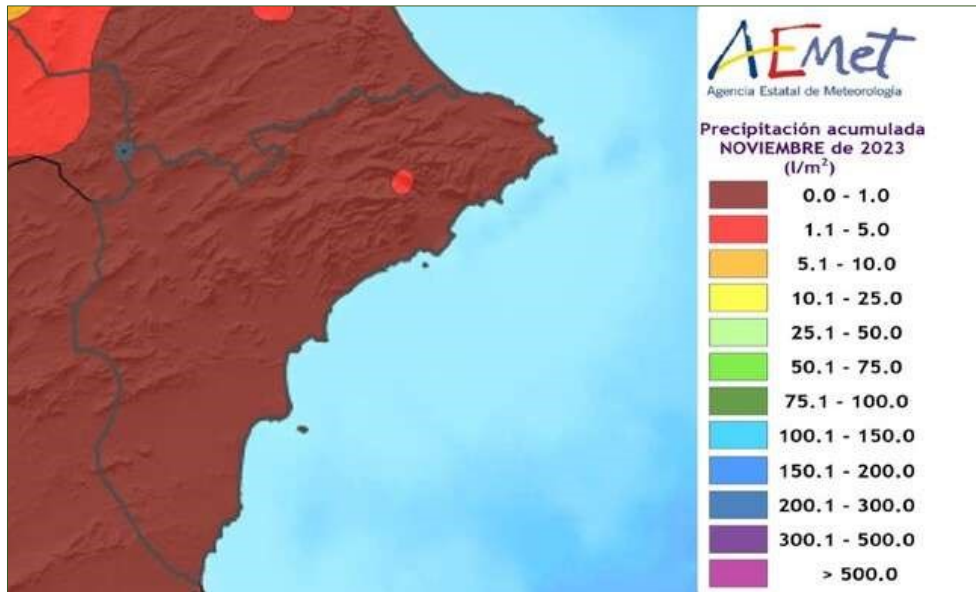 AEMet
Agencia Estatal de Meteorología
Precipitación acumulada
NOVIEMBRE de 2023
(l/m²)
0.0 - 1.0
1.1 - 5.0
5.1 - 10.0
10.1 - 25.0
25.1 - 50.0
50.1 - 75.0
75.1 - 100.0
100.1 - 150.0
150.1 - 200.0
200.1 - 300.0
300.1 - 500.0
> 500.0